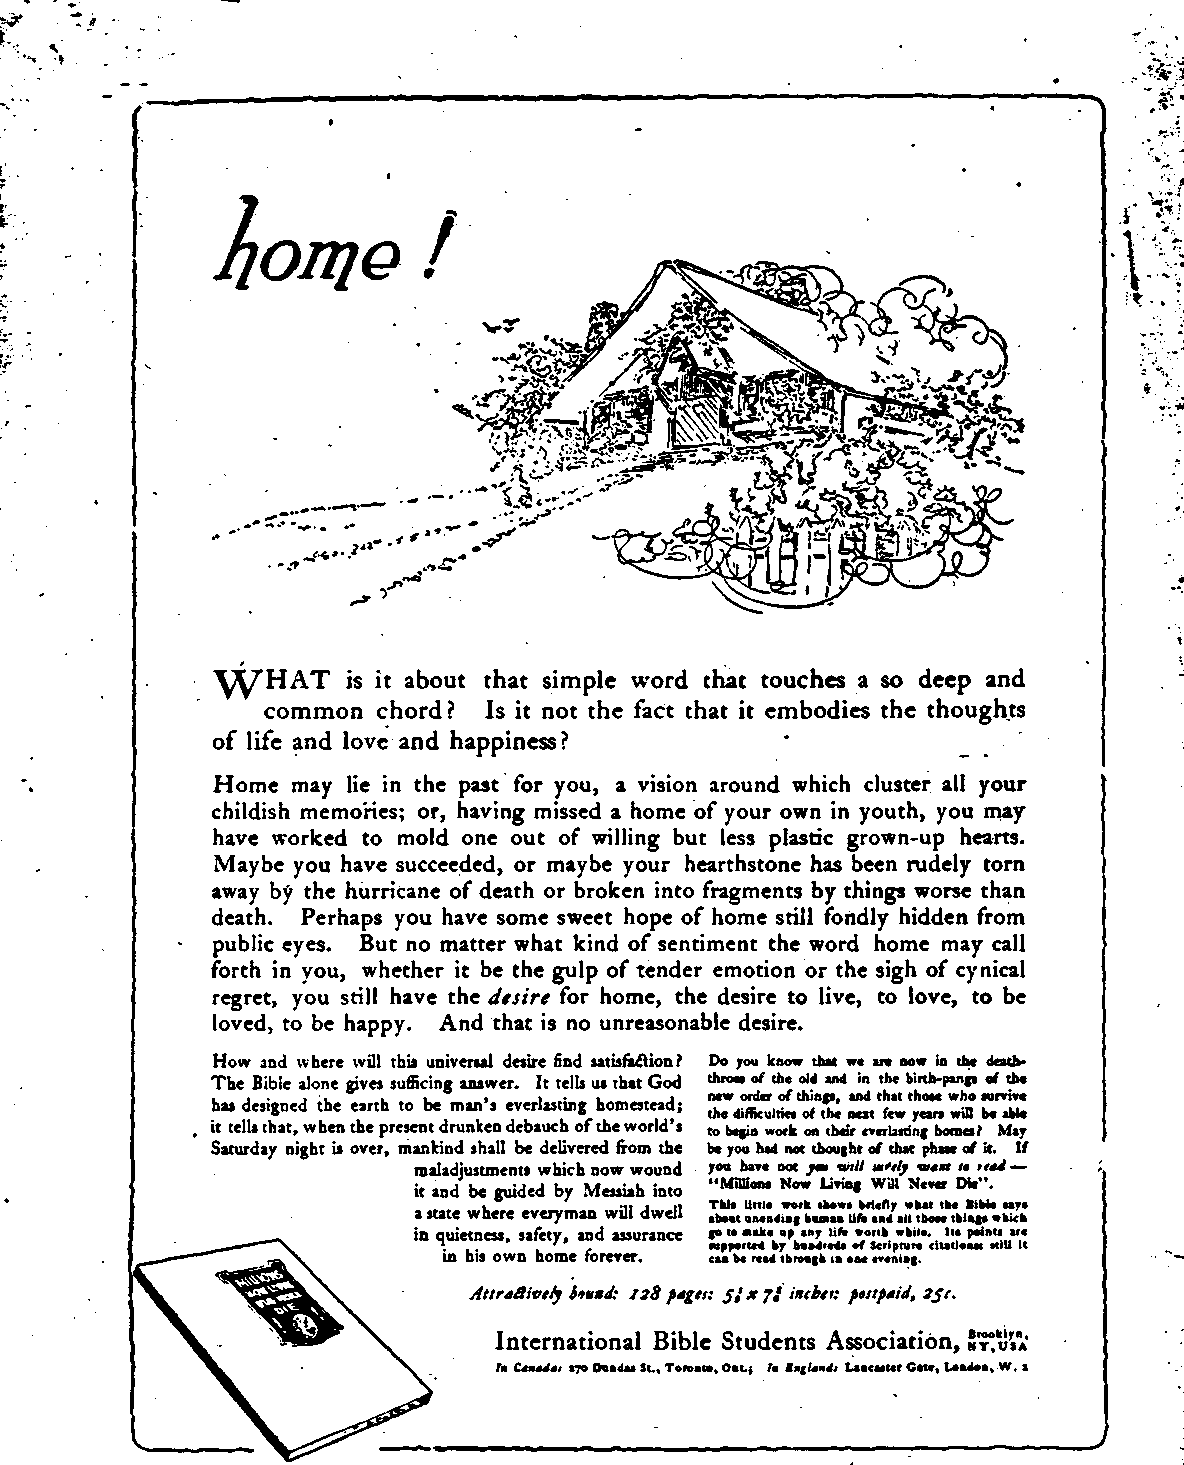 home!
WHAT is it about that simple word that touches a so deep and
common chord? Is it not the fact that it embodies the thoughts
of life and love and happiness?
Home may lie in the past for you, a vision around which cluster all your
childish memories; or, having missed a home of your own in youth, you may
have worked to mold one out of willing but less plastic grown-up hearts.
Maybe you have succeeded, or maybe your hearthstone has been rudely torn
away by the hurricane of death or broken into fragments by things worse than
death. Perhaps you have some sweet hope of home still fondly hidden from
public eyes. But no matter what kind of sentiment the word home may call
forth in you, whether it be the gulp of tender emotion or the sigh of cynical
regret, you still have the desire for home, the desire to live, to love, to be
loved, to be happy. And that is no unreasonable desire.
How and where will this universal desire find satisfaction?
The Bible alone gives sufficing answer. It tells us that God
has designed the earth to be man's everlasting homestead;
it tells that, when the present drunken debauch of the world's
Saturday night is over, mankind shall be delivered from the
maladjustments which now wound
it and be guided by Messiah into
a state where everyman will dwell
in quietness, safety, and assurance
in his own home forever.
Do you know that we are now in the death-
throes of the old and in the birth-pangs of the
new order of things, and that those who survive
the difficulties of the next few years will be able
to begin work on their everlasting homes? May
be you had not thought of that phase of it. If
you have not you will surely want to read—
"Millions Now Living Will Never Die".
This little work shows briefly what the Bible says
about unending human life and all those things which
go to make up any life worth while. Its points are
supported by hundreds of Scripture citations still it
can be read through in one evening.
MILLIONS
NOW LIVING
WILL NEVER
DIE
Attractively bound: 128 pages: postpaid, 25c.
International Bible Students Association, Brooklyn, NY, USA
In Canada: 270 Dundas St., Toronto, Ont.; In England: Lancaster Gate, London, W. 2